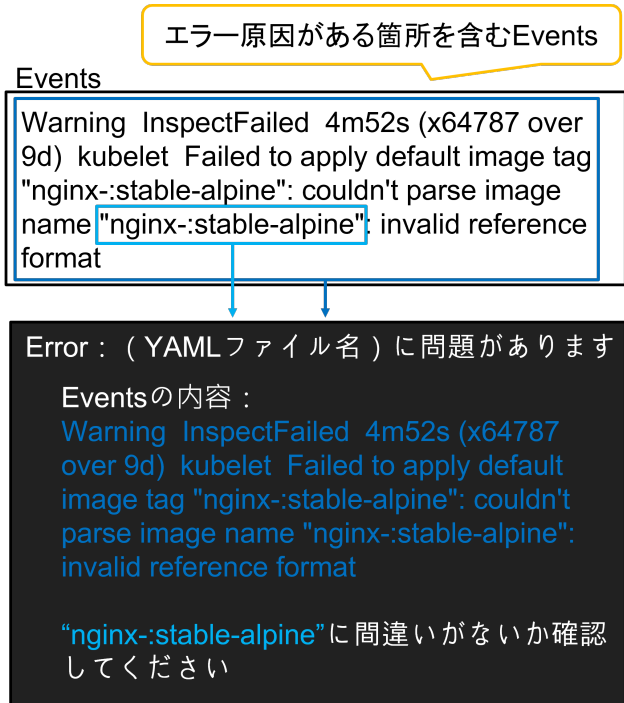 エラー原因がある箇所を含むEvents
Events
Warning InspectFailed 4m52s (x64787 over
9d) kubelet Failed to apply default image tag
"nginx-:stable-alpine": couldn't parse image
name "nginx-:stable-alpine": invalid reference
format
Error：（YAMLファイル名）に問題があります
Eventsの内容：
Warning InspectFailed 4m52s (x64787
over 9d) kubelet Failed to apply default
image tag "nginx-:stable-alpine": couldn't
parse image name "nginx-:stable-alpine":
invalid reference format
“nginx-:stable-alpine”に間違いがないか確認
してください